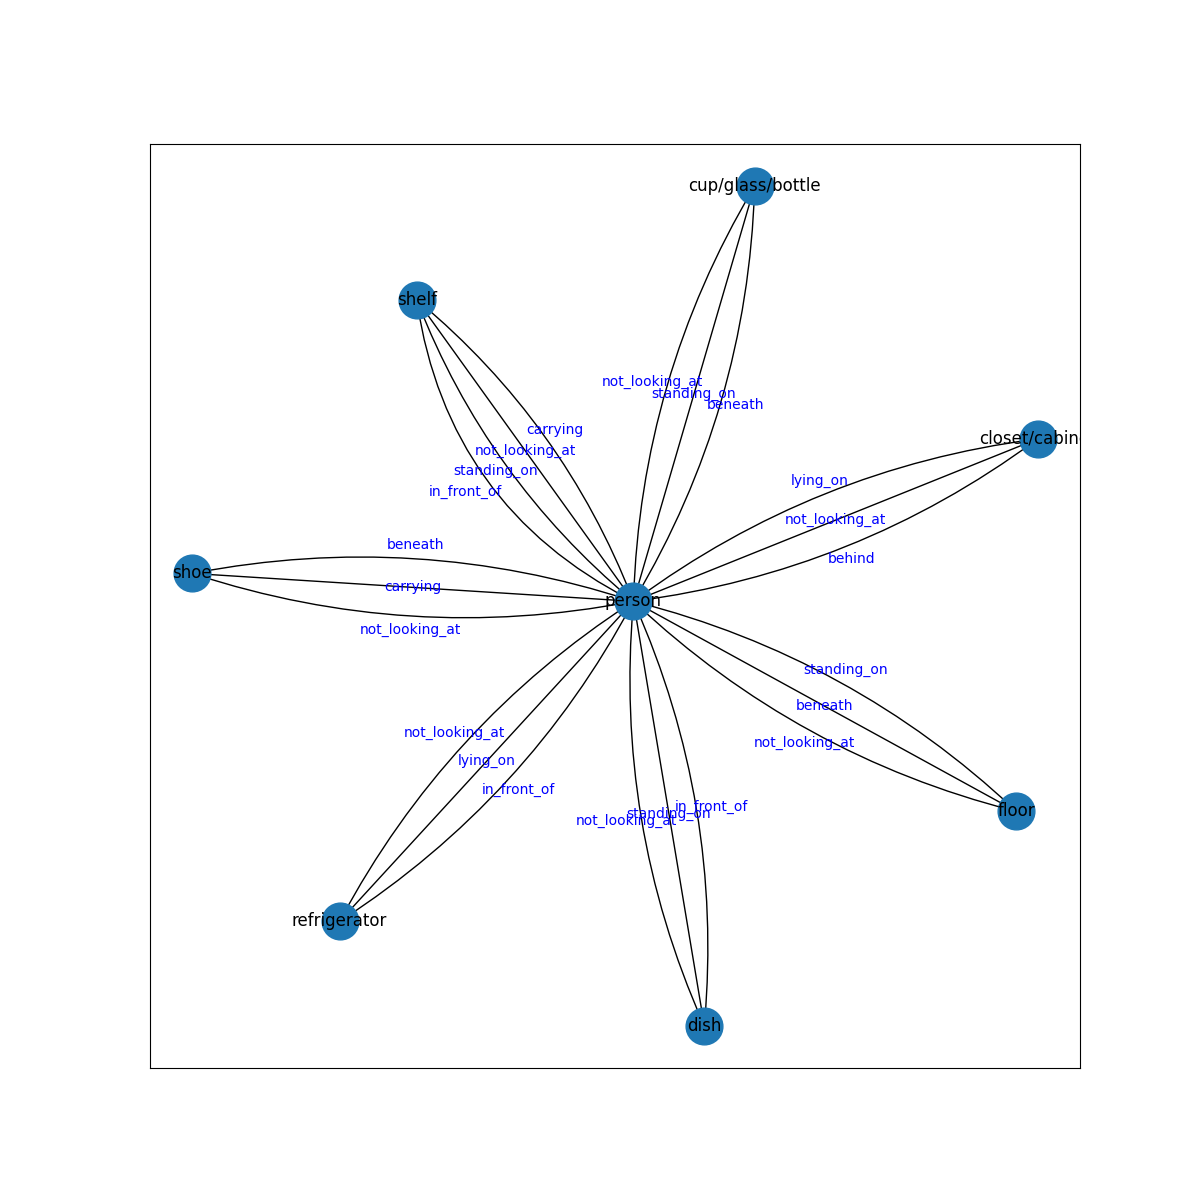 cup/glass/bottle
shelf
not_looking_at
standing_on
beneath
carrying
closet/cabin
not_looking_at
standing_on
lying_on
in_front_of
not_looking_at
beneath
behind
shoe
carrying
person
not_looking_at
standing_on
beneath
not_looking_at
not_looking_at
lying_on
in_front_of
in_front_of
standing_on
not_looking_at
floor
refrigerator
dish